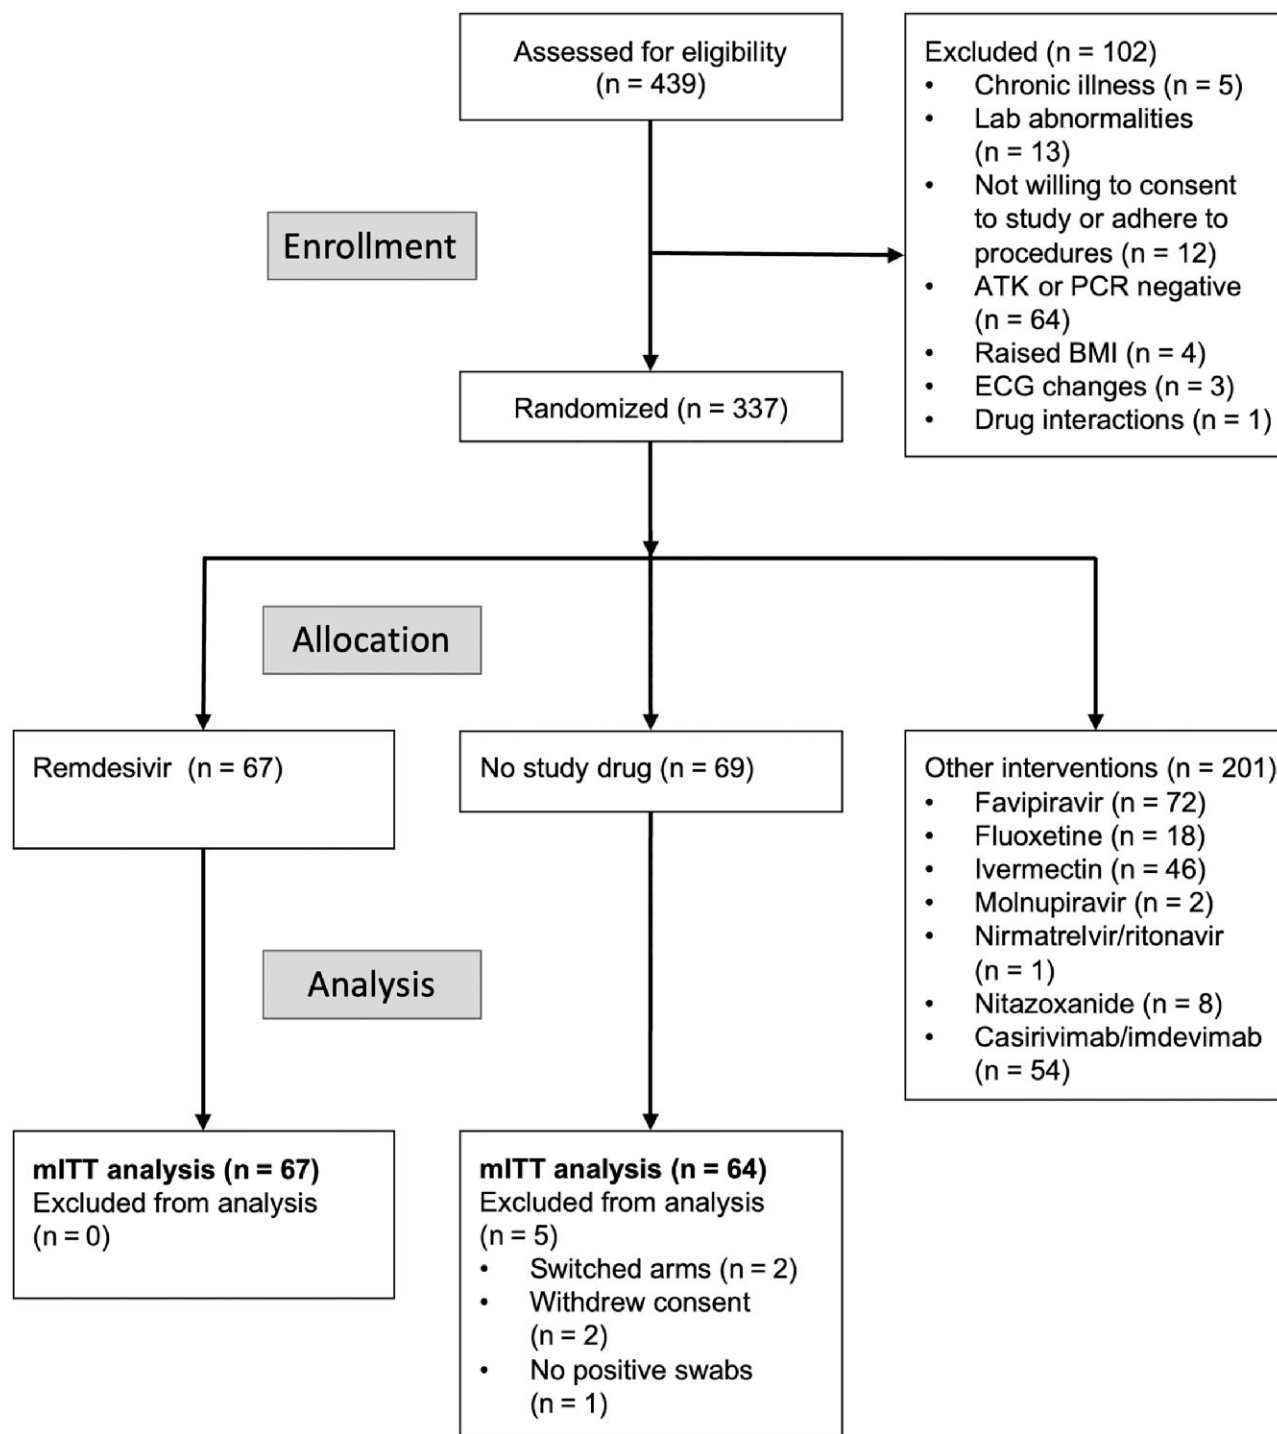 Assessed for eligibility
(n = 439)
Excluded (n = 102)
• Chronic illness (n = 5)
• Lab abnormalities
(n = 13)
• Not willing to consent
to study or adhere to
procedures (n = 12)
• ATK or PCR negative
(n = 64)
• Raised BMI (n = 4)
• ECG changes (n = 3)
• Drug interactions (n = 1)
Enrollment
Randomized (n = 337)
Allocation
Remdesivir (n = 67)
No study drug (n = 69)
Other interventions (n = 201)
• Favipiravir (n = 72)
• Fluoxetine (n = 18)
• Ivermectin (n = 46)
• Molnupiravir (n = 2)
• Nirmatrelvir/ritonavir
(n = 1)
• Nitazoxanide (n = 8)
• Casirivimab/imdevimab
(n = 54)
Analysis
mITT analysis (n = 67)
Excluded from analysis
(n = 0)
mITT analysis (n = 64)
Excluded from analysis
(n = 5)
• Switched arms (n = 2)
• Withdrew consent
(n = 2)
• No positive swabs
(n = 1)